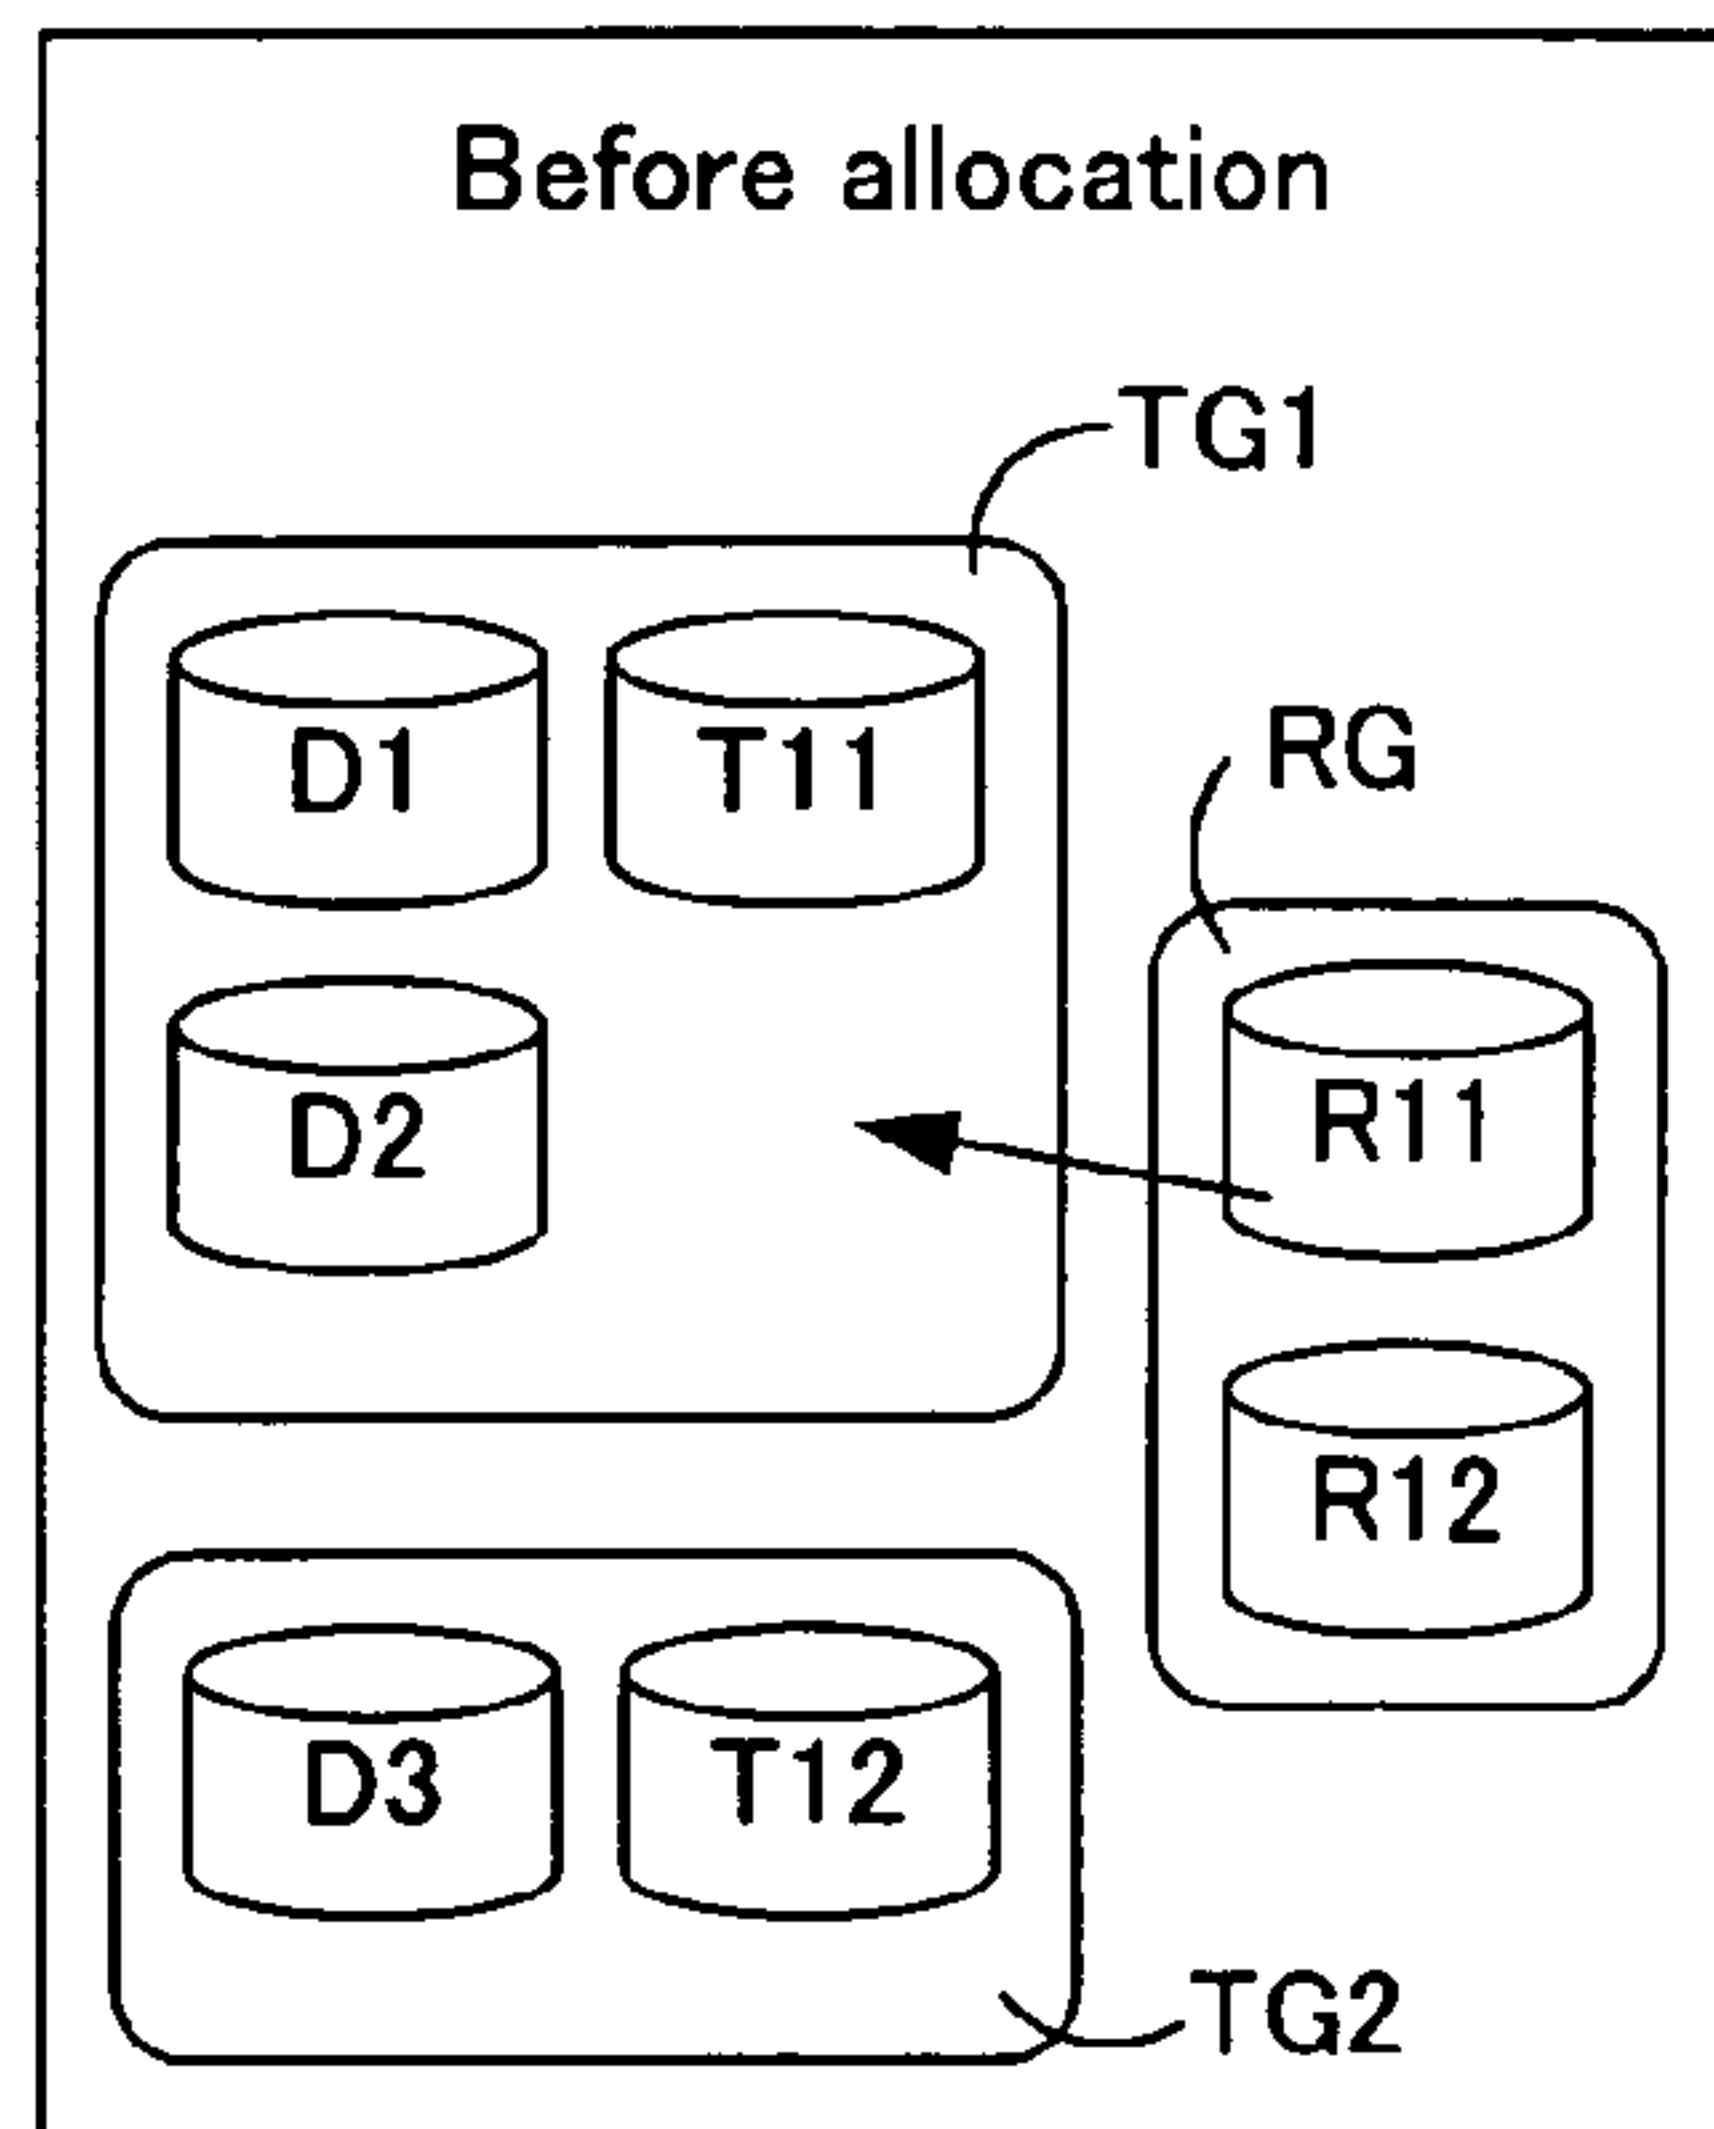 Before allocation
TG1
D1
T11
RG
D2
R11
R12
D3
T12
TG2